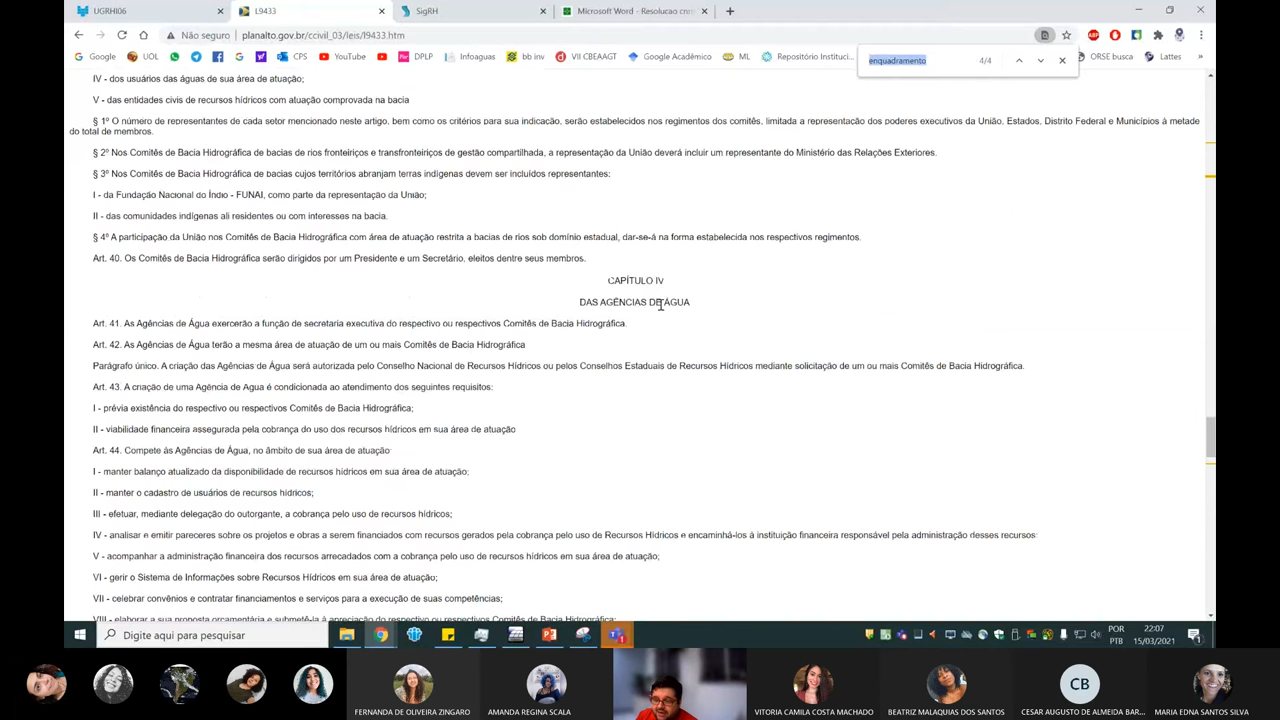 UGRHI06
L9433
SigRH
Microsoft Word - Resolucao cnrh
Não seguro
planalto.gov.br/ccivil_03/leis/l9433.htm
Google
UOL
CPS
YouTube
DPLP
Infoaguas
bb inv
VII CBEAAGT
Google Acadêmico
ML
Repositório Instituci...
ORSE busca
Lattes
»
enquadramento
4/4
IV - dos usuários das águas de sua área de atuação;
V - das entidades civis de recursos hídricos com atuação comprovada na bacia
§ 1º O número de representantes de cada setor mencionado neste artigo, bem como os critérios para sua indicação, serão estabelecidos nos regimentos dos comitês, limitada a representação dos poderes executivos da União, Estados, Distrito Federal e Municípios à metade
do total de membros.
§ 2º Nos Comitês de Bacia Hidrográfica de bacias de rios fronteiriços e transfronteiriços de gestão compartilhada, a representação da União deverá incluir um representante do Ministério das Relações Exteriores.
§ 3º Nos Comitês de Bacia Hidrográfica de bacias cujos territórios abranjam terras indígenas devem ser incluídos representantes:
I - da Fundação Nacional do Índio - FUNAI, como parte da representação da União;
II - das comunidades indígenas ali residentes ou com interesses na bacia.
§ 4º A participação da União nos Comitês de Bacia Hidrográfica com área de atuação restrita a bacias de rios sob domínio estadual, dar-se-á na forma estabelecida nos respectivos regimentos.
Art. 40. Os Comitês de Bacia Hidrográfica serão dirigidos por um Presidente e um Secretário, eleitos dentre seus membros.
CAPÍTULO IV
DAS AGÊNCIAS DE ÁGUA
Art. 41. As Agências de Água exercerão a função de secretaria executiva do respectivo ou respectivos Comitês de Bacia Hidrográfica.
Art. 42. As Agências de Água terão a mesma área de atuação de um ou mais Comitês de Bacia Hidrográfica
Parágrafo único. A criação das Agências de Água será autorizada pelo Conselho Nacional de Recursos Hídricos ou pelos Conselhos Estaduais de Recursos Hídricos mediante solicitação de um ou mais Comitês de Bacia Hidrográfica.
Art. 43. A criação de uma Agência de Água é condicionada ao atendimento dos seguintes requisitos:
I - prévia existência do respectivo ou respectivos Comitês de Bacia Hidrográfica;
II - viabilidade financeira assegurada pela cobrança do uso dos recursos hídricos em sua área de atuação
Art. 44. Compete às Agências de Água, no âmbito de sua área de atuação
I - manter balanço atualizado da disponibilidade de recursos hídricos em sua área de atuação;
II - manter o cadastro de usuários de recursos hídricos;
III - efetuar, mediante delegação do outorgante, a cobrança pelo uso de recursos hídricos;
IV - analisar e emitir pareceres sobre os projetos e obras a serem financiados com recursos gerados pela cobrança pelo uso de Recursos Hídricos e encaminhá-los à instituição financeira responsável pela administração desses recursos:
V - acompanhar a administração financeira dos recursos arrecadados com a cobrança pelo uso de recursos hídricos em sua área de atuação;
VI - gerir o Sistema de Informações sobre Recursos Hídricos em sua área de atuação;
VII - celebrar convênios e contratar financiamentos e serviços para a execução de suas competências;
VIII - elaborar a sua proposta orçamentária e submetê-la à apreciação do respectivo ou respectivos Comitês de Bacia Hidrográfica;
Digite aqui para pesquisar
POR
PTB
22:07
15/03/2021
FERNANDA DE OLIVEIRA ZINGARO
AMANDA REGINA SCALA
VITORIA CAMILA COSTA MACHADO
BEATRIZ MALAQUIAS DOS SANTOS
CB
CESAR AUGUSTO DE ALMEIDA BAR...
MARIA EDNA SANTOS SILVA